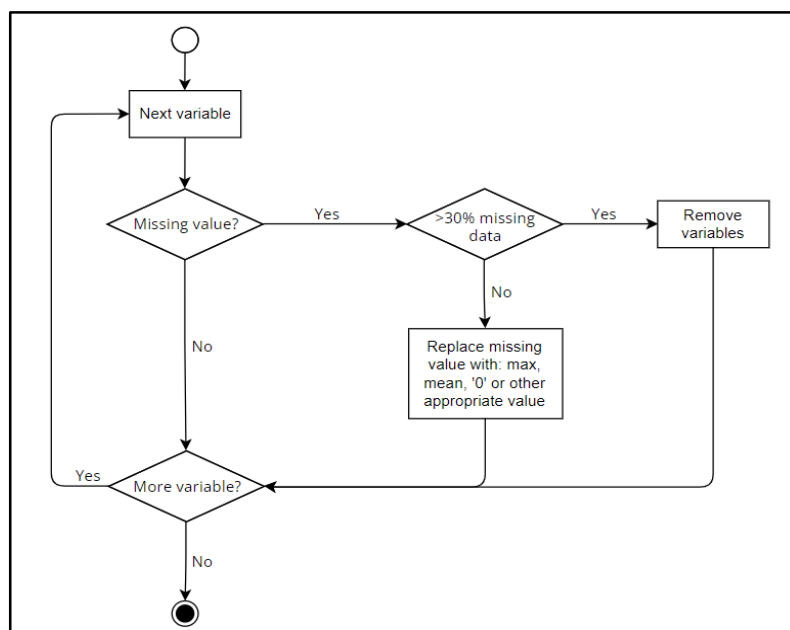 Next variable
Missing value?
Yes
>30% missing
data
Yes
Remove
variables
No
No
Replace missing
value with: max,
mean, '0' or other
appropriate value
Yes
More variable?
No